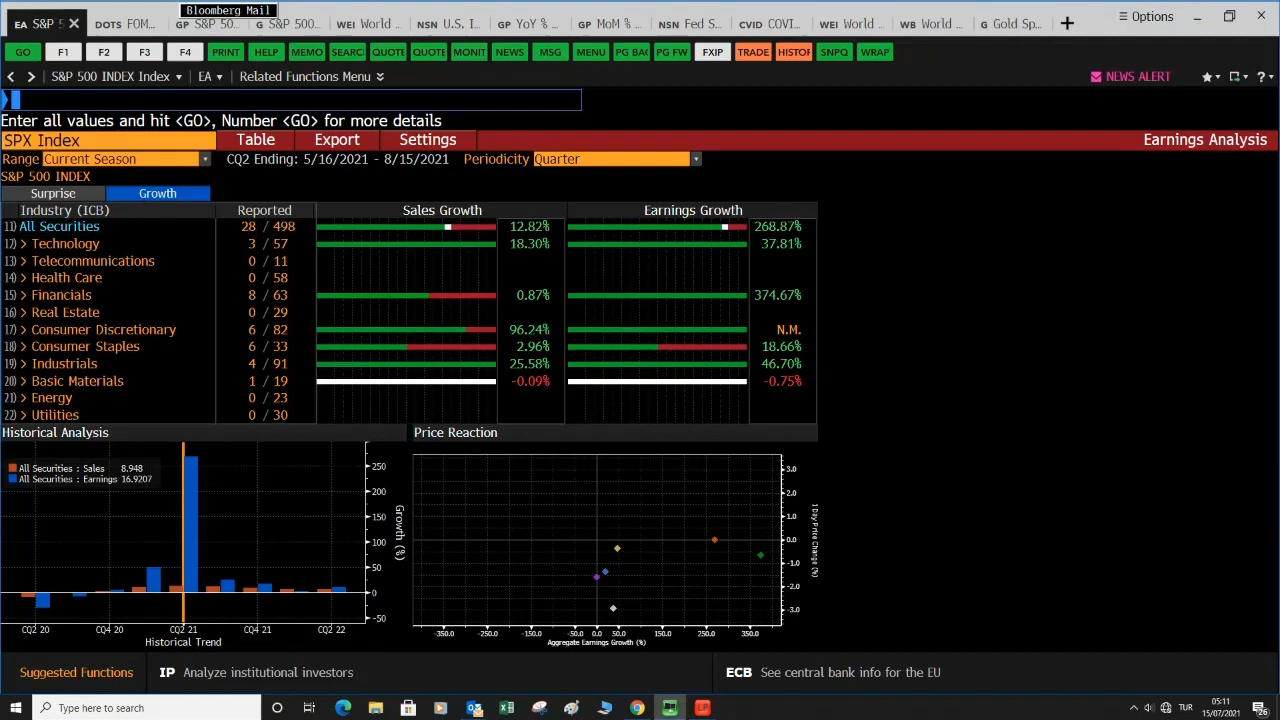 Bloomberg Mail
EA S&P 5 DOTS FOM... GP S&P 50... G S&P 500... WEI World ... NSN U.S. I... GP YoY % ... GP MoM % ... NSN Fed S... CVID COVI... WEI World ... WB World ... G Gold Sp... Options
GO F1 F2 F3 F4 PRINT HELP MEMO SEARCH QUOTE QUOTE MONIT NEWS MSG MENU PG BAC PG FW FXIP TRADE HISTOR SNPQ WRAP
S&P 500 INDEX Index EA Related Functions Menu NEWS ALERT
Enter all values and hit <GO>, Number <GO> for more details
SPX Index Table Export Settings Earnings Analysis
Range Current Season CQ2 Ending: 5/16/2021 - 8/15/2021 Periodicity Quarter
S&P 500 INDEX
Surprise Growth
Industry (ICB) Reported Sales Growth Earnings Growth
11) All Securities 28 / 498 12.82% 268.87%
12) > Technology 3 / 57 18.30% 37.81%
13) > Telecommunications 0 / 11
14) > Health Care 0 / 58
15) > Financials 8 / 63 0.87% 374.67%
16) > Real Estate 0 / 29
17) > Consumer Discretionary 6 / 82 96.24% N.M.
18) > Consumer Staples 6 / 33 2.96% 18.66%
19) > Industrials 4 / 91 25.58% 46.70%
20) > Basic Materials 1 / 19 -0.09% -0.75%
21) > Energy 0 / 23
22) > Utilities 0 / 30
Historical Analysis
All Securities : Sales 8.948
All Securities : Earnings 16.9207
250
200
150
100
50
0
-50
Growth (%)
CQ2 20 CQ4 20 CQ2 21 CQ4 21 CQ2 22
Historical Trend
Price Reaction
3.0
2.0
1.0
0.0
-1.0
-2.0
-3.0
1 Day Price Change (%)
-350.0 -250.0 -150.0 -50.0 0.0 50.0 150.0 250.0 350.0
Aggregate Earnings Growth (%)
Suggested Functions IP Analyze institutional investors ECB See central bank info for the EU
Type here to search TUR 05:11
15/07/2021 26